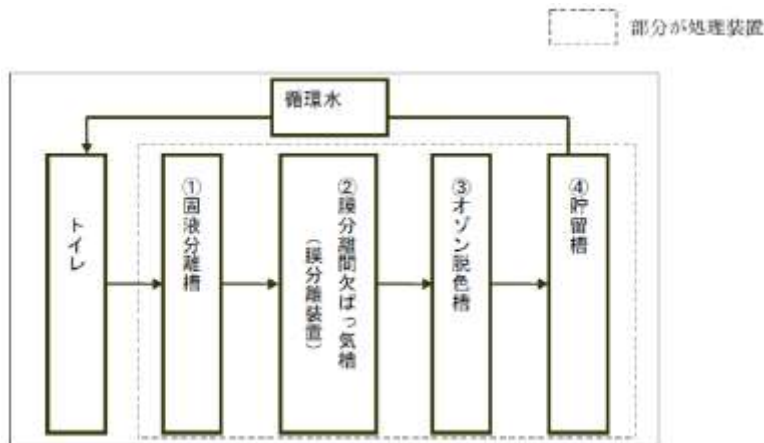 部分が処理装置
循環水
トイレ
①固液分離槽
②膜分離間欠ばっ気槽
（膜分離装置）
③オゾン脱色槽
④貯留槽